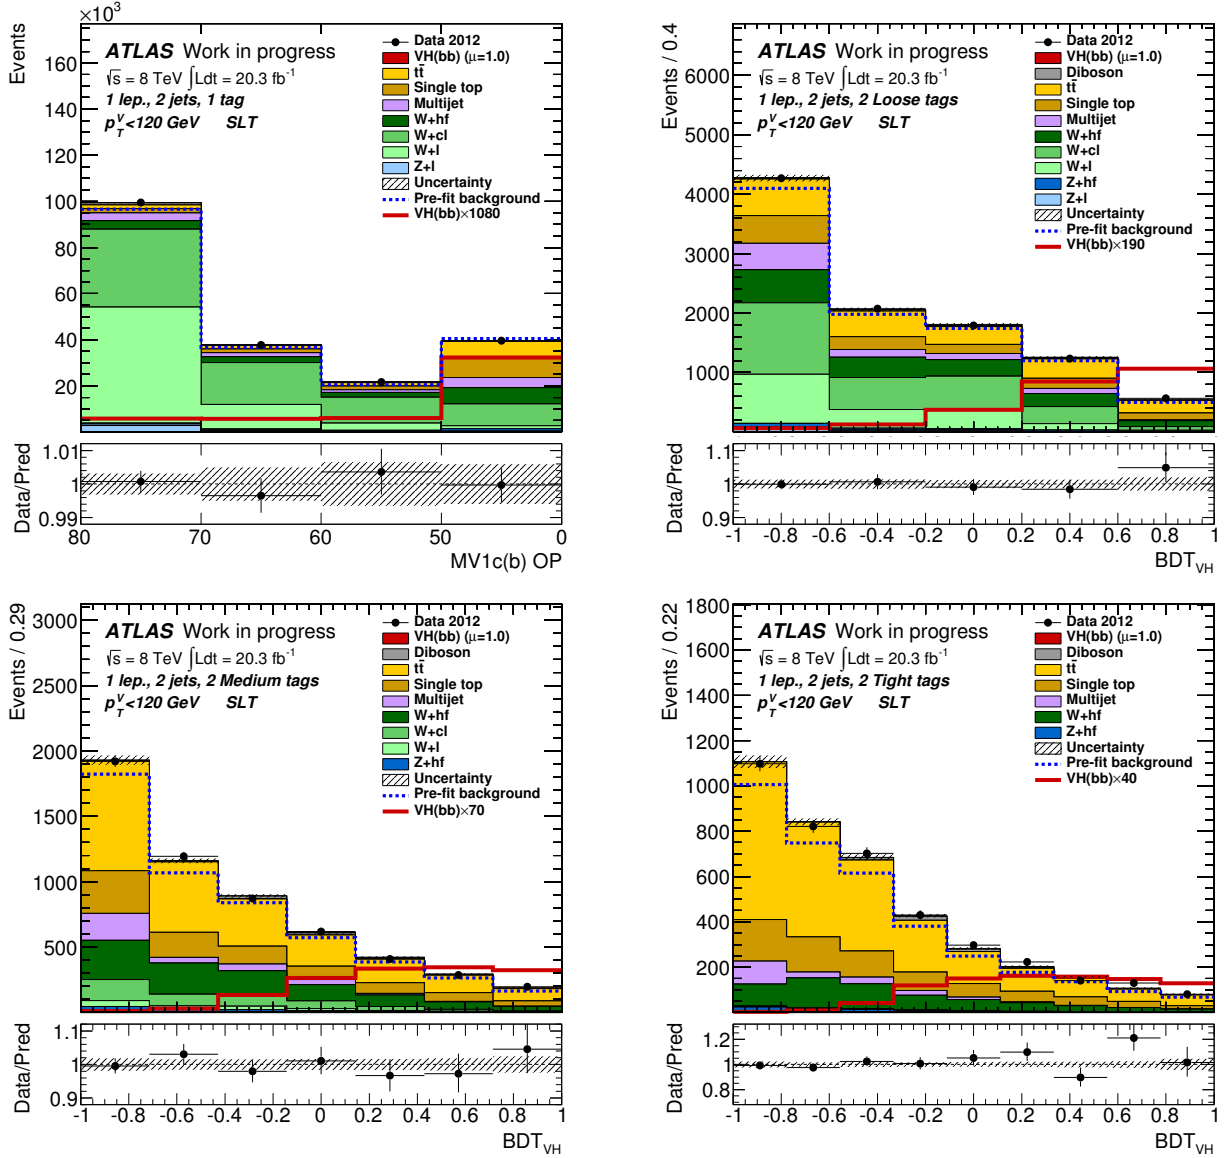 ×10³
Events
160
140
120
100
80
60
40
20
ATLAS Work in progress
√s = 8 TeV ∫Ldt = 20.3 fb⁻¹
1 lep., 2 jets, 1 tag
p_T^V<120 GeV SLT
Data 2012
VH(bb) (μ=1.0)
tt̄
Single top
Multijet
W+hf
W+cl
W+l
Z+l
Uncertainty
Pre-fit background
VH(bb)×1080
Data/Pred
1.01
1
0.99
80 70 60 50 0
MV1c(b) OP
Events / 0.4
6000
5000
4000
3000
2000
1000
ATLAS Work in progress
√s = 8 TeV ∫Ldt = 20.3 fb⁻¹
1 lep., 2 jets, 2 Loose tags
p_T^V<120 GeV SLT
Data 2012
VH(bb) (μ=1.0)
Diboson
tt̄
Single top
Multijet
W+hf
W+cl
W+l
Z+hf
Z+l
Uncertainty
Pre-fit background
VH(bb)×190
Data/Pred
1.1
1
0.9
-1 -0.8 -0.6 -0.4 -0.2 0 0.2 0.4 0.6 0.8 1
BDT_VH
Events / 0.29
3000
2500
2000
1500
1000
500
ATLAS Work in progress
√s = 8 TeV ∫Ldt = 20.3 fb⁻¹
1 lep., 2 jets, 2 Medium tags
p_T^V<120 GeV SLT
Data 2012
VH(bb) (μ=1.0)
Diboson
tt̄
Single top
Multijet
W+hf
W+cl
W+l
Z+hf
Uncertainty
Pre-fit background
VH(bb)×70
Data/Pred
1.1
1
0.9
-1 -0.8 -0.6 -0.4 -0.2 0 0.2 0.4 0.6 0.8 1
BDT_VH
Events / 0.22
1800
1600
1400
1200
1000
800
600
400
200
ATLAS Work in progress
√s = 8 TeV ∫Ldt = 20.3 fb⁻¹
1 lep., 2 jets, 2 Tight tags
p_T^V<120 GeV SLT
Data 2012
VH(bb) (μ=1.0)
Diboson
tt̄
Single top
Multijet
W+hf
Z+hf
Uncertainty
Pre-fit background
VH(bb)×40
Data/Pred
1.2
1
0.8
-1 -0.8 -0.6 -0.4 -0.2 0 0.2 0.4 0.6 0.8 1
BDT_VH